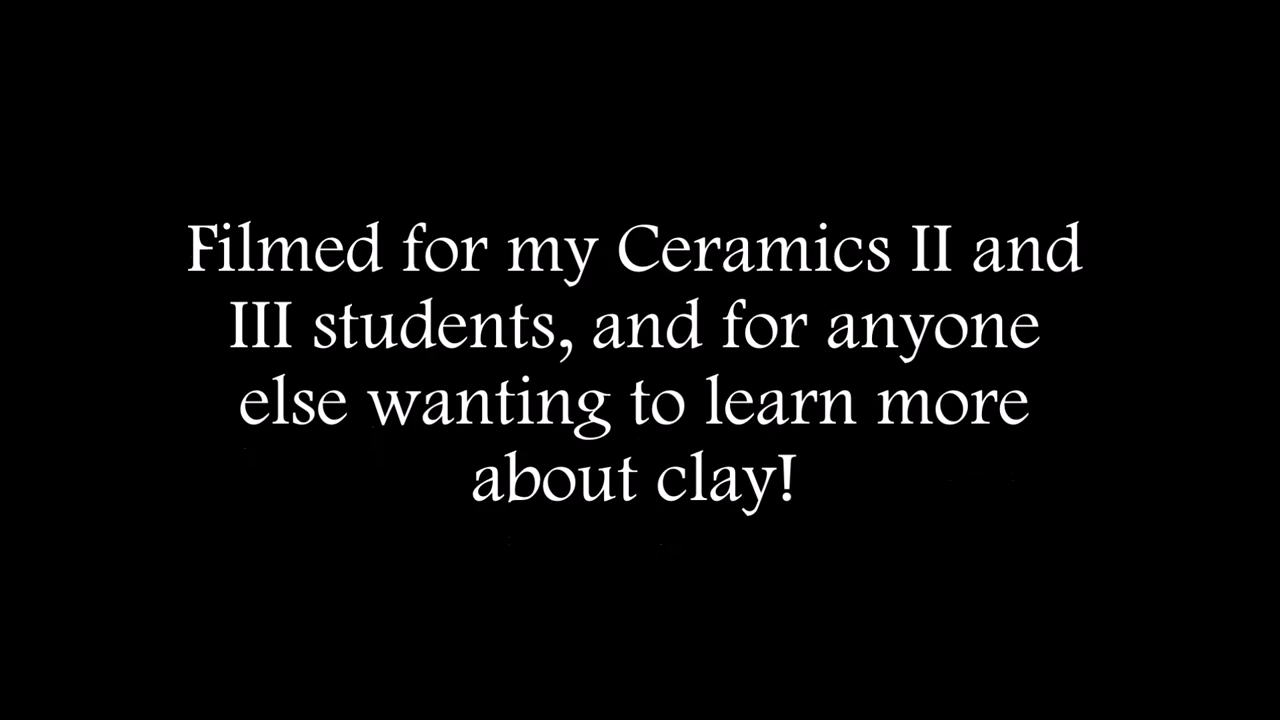 Filmed for my Ceramics II and
III students, and for anyone
else wanting to learn more
about clay!